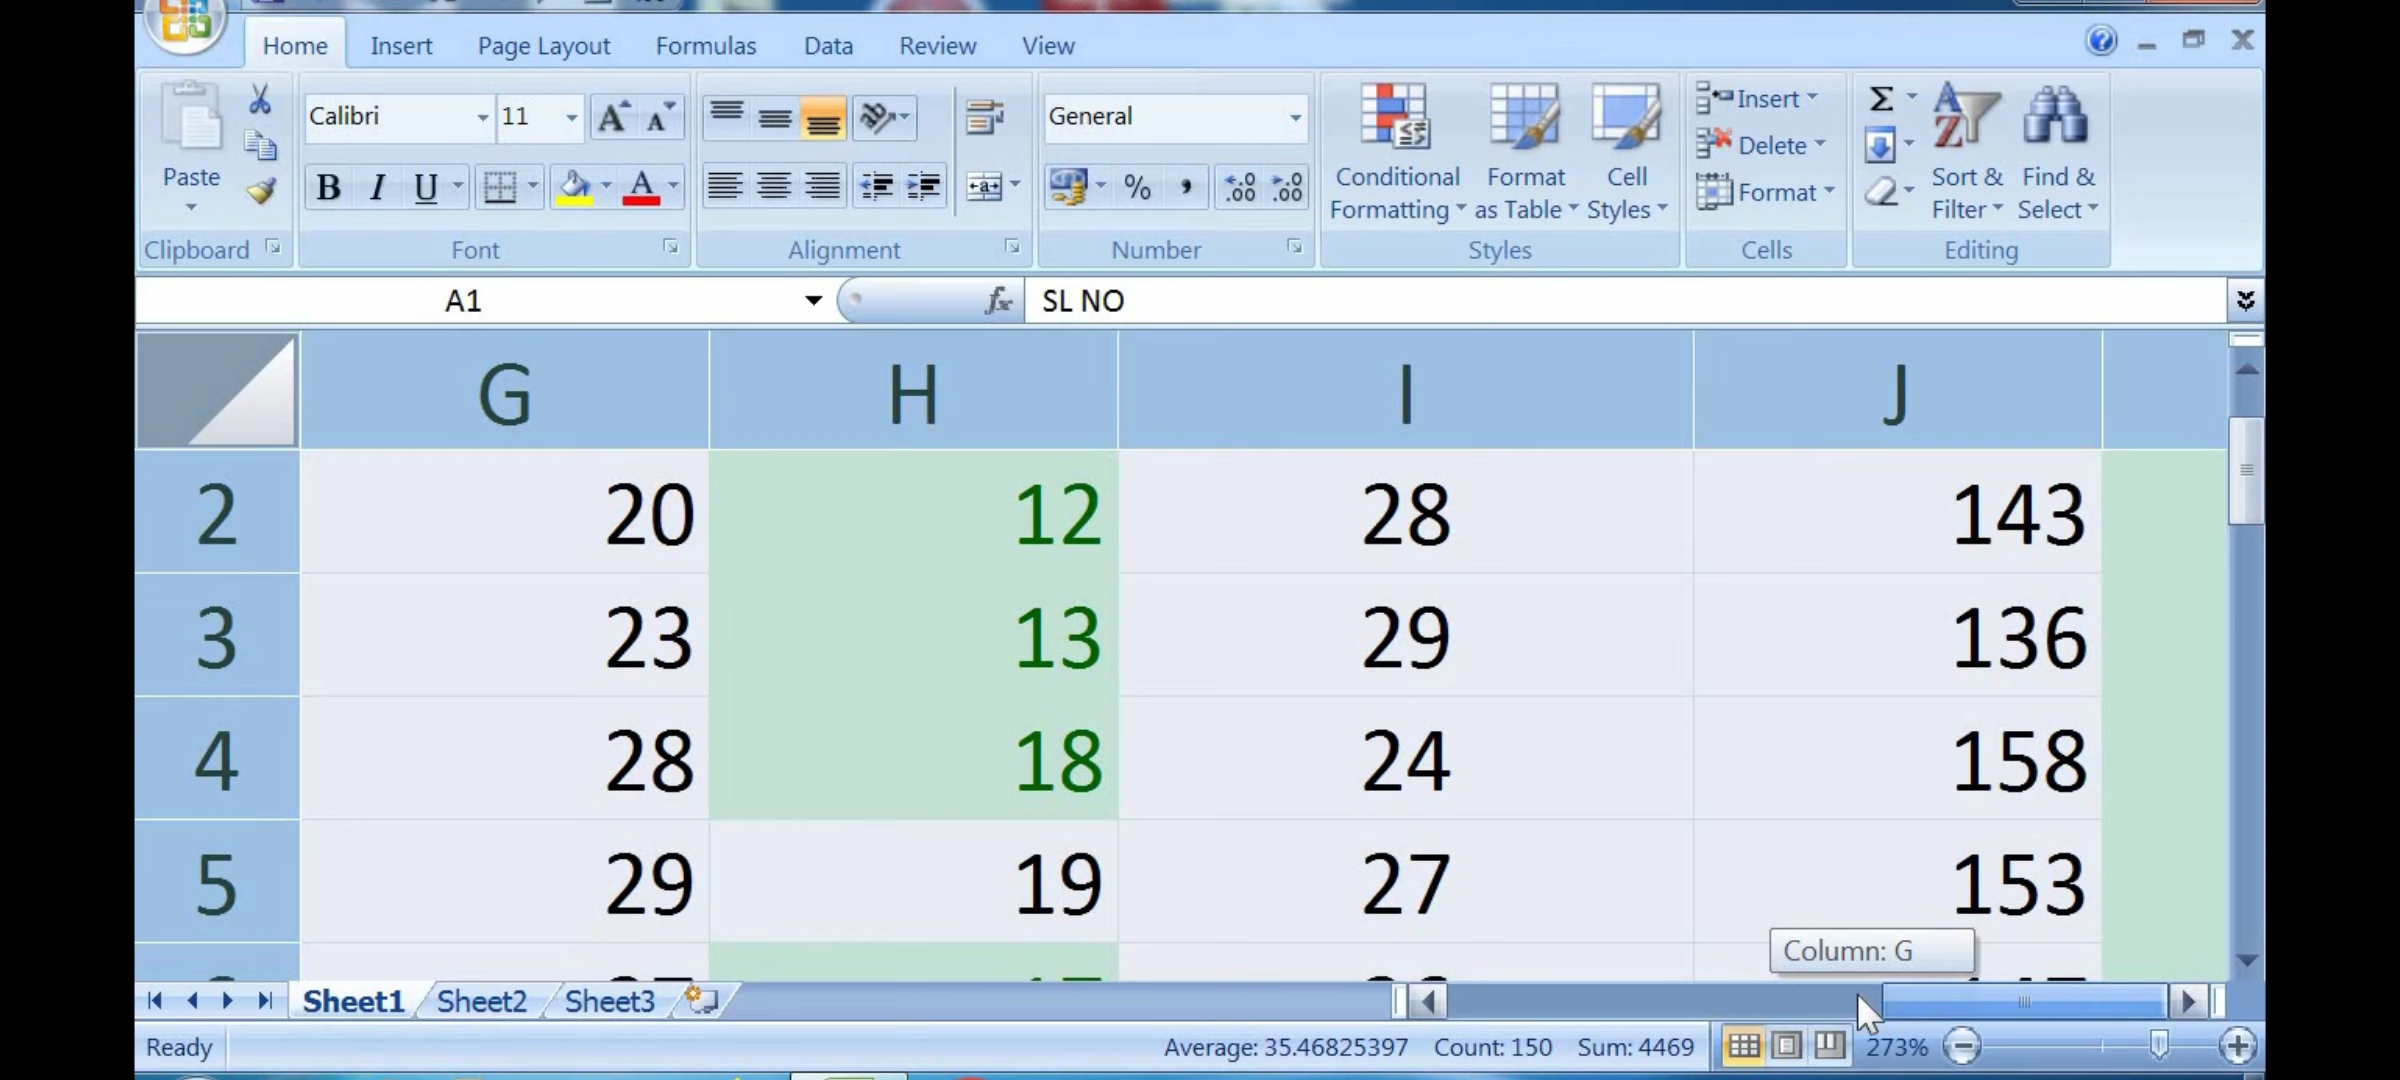 Home Insert Page Layout Formulas Data Review View
Calibri 11 General Insert
Paste Delete
B I U % Conditional Formatting Format as Table Cell Styles Format Sort & Filter Find & Select
Clipboard Font Alignment Number Styles Cells Editing
A1 fx SL NO
G H I J
2 20 12 28 143
3 23 13 29 136
4 28 18 24 158
5 29 19 27 153
Column: G
Sheet1 Sheet2 Sheet3
Ready Average: 35.46825397 Count: 150 Sum: 4469 273%